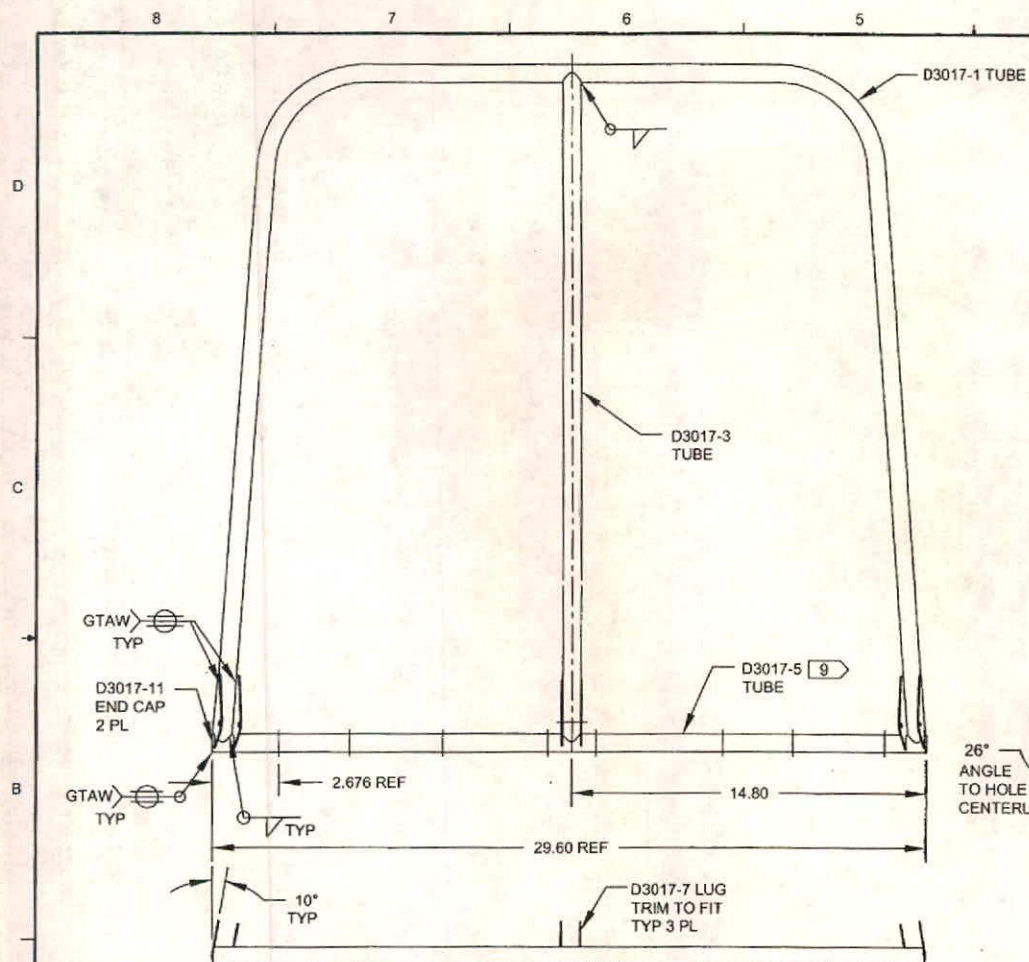 8 7 6 5
D3017-1 TUBE
D
D3017-3
TUBE
C
GTAW
TYP
D3017-11
END CAP
2 PL
D3017-5 9
TUBE
B
GTAW
TYP
2.676 REF
TYP
14.80
26°
ANGLE
TO HOLE
29.60 REF
10°
TYP
D3017-7 LUG
TRIM TO FIT
TYP 3 PL